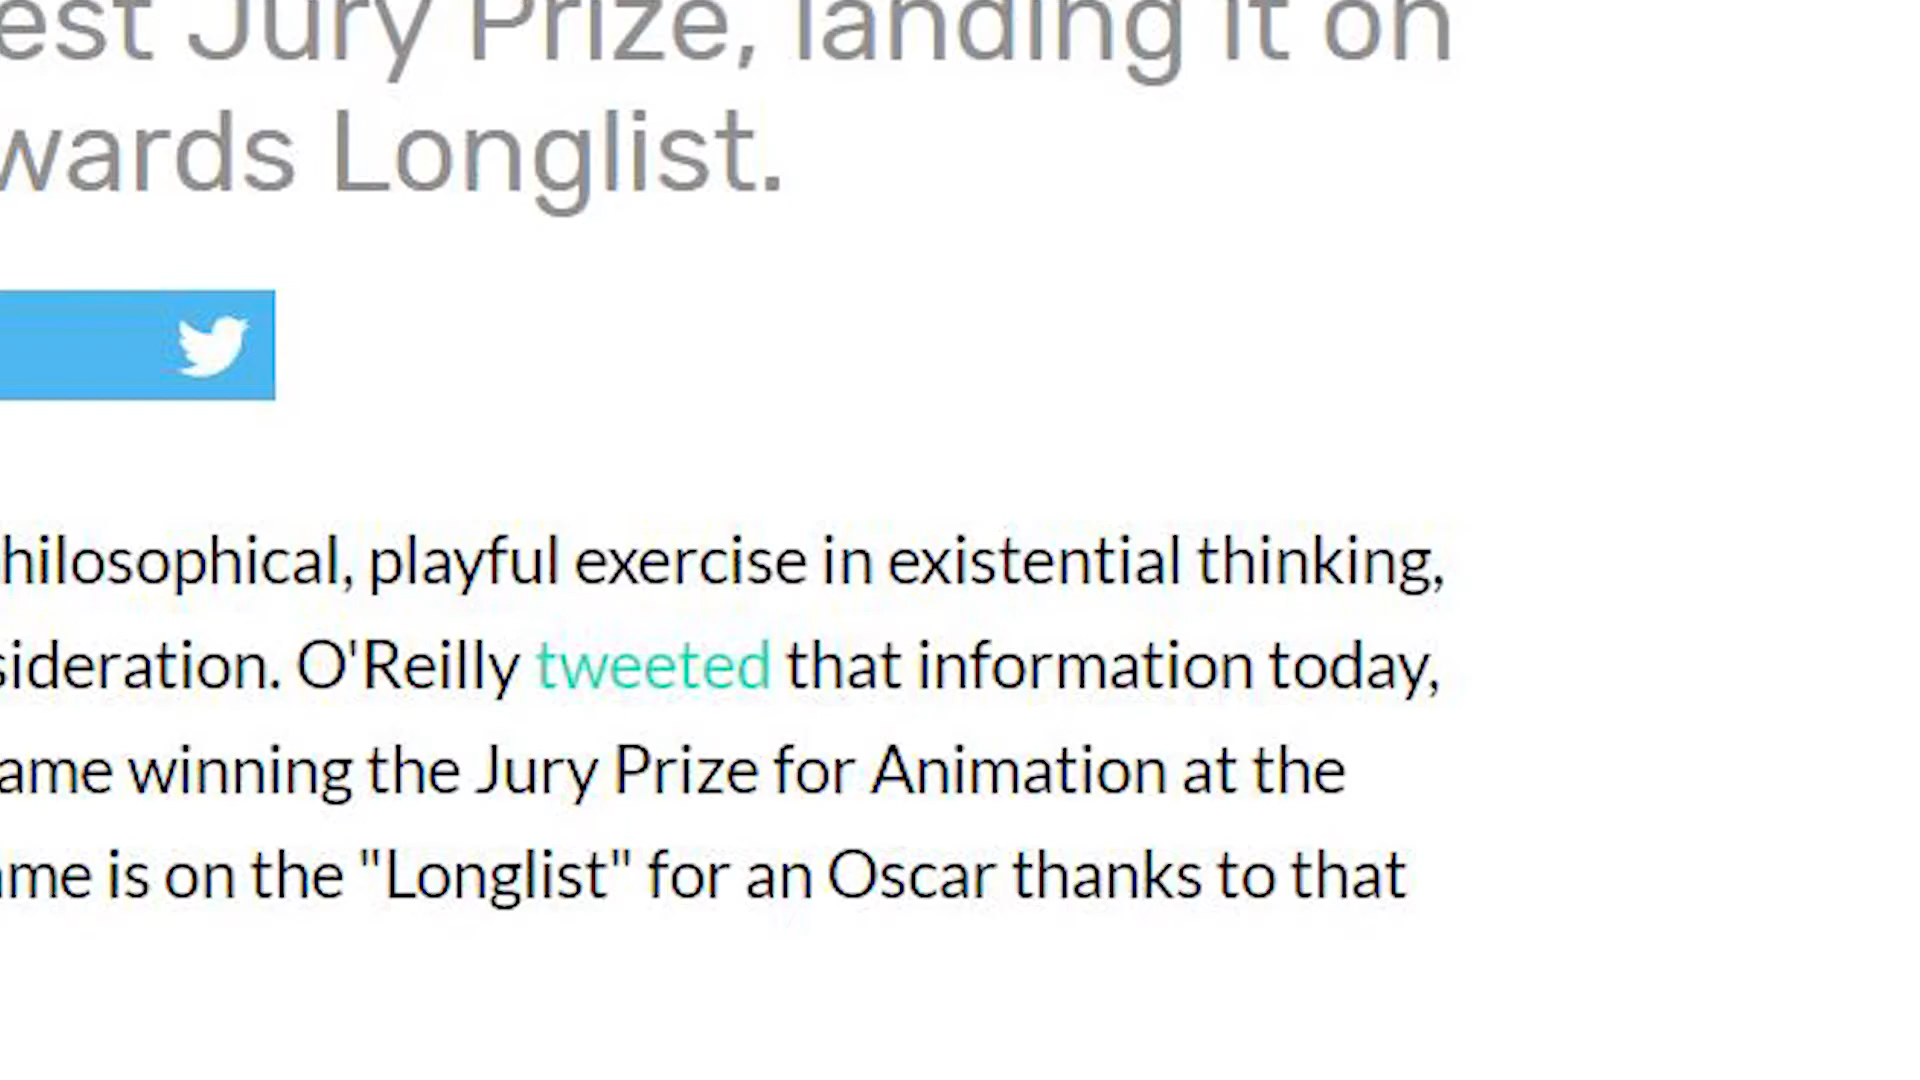 est Jury Prize, landing it on
wards Longlist.
hilosophical, playful exercise in existential thinking,
sideration. O'Reilly tweeted that information today,
ame winning the Jury Prize for Animation at the
ame is on the "Longlist" for an Oscar thanks to that